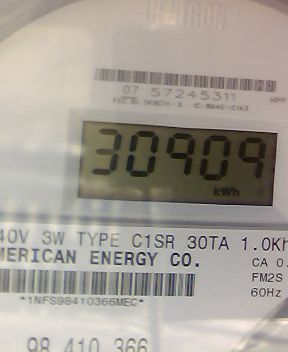 CENTRON
07 57245311
30909
kWh
40V 3W TYPE C1SR 30TA 1.0Kh
MERICAN ENERGY CO.
CA 0.
FM2S
60Hz
*1NFS98410366MEC*
98 410 366